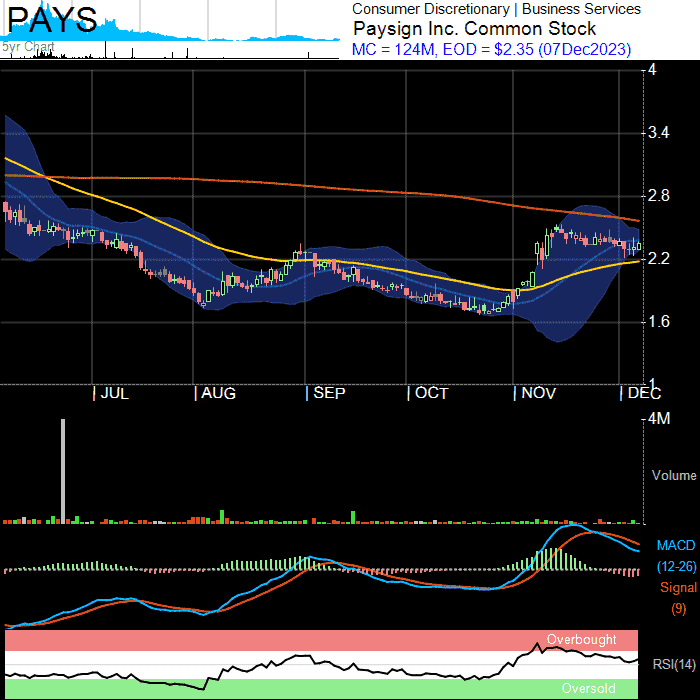 PAYS
5yr Chart
Consumer Discretionary | Business Services
Paysign Inc. Common Stock
MC = 124M, EOD = $2.35 (07Dec2023)
4
3.4
2.8
2.2
1.6
1
| JUL | AUG | SEP | OCT | NOV | DEC
4M
Volume
MACD
(12-26)
Signal
(9)
Overbought
RSI(14)
Oversold